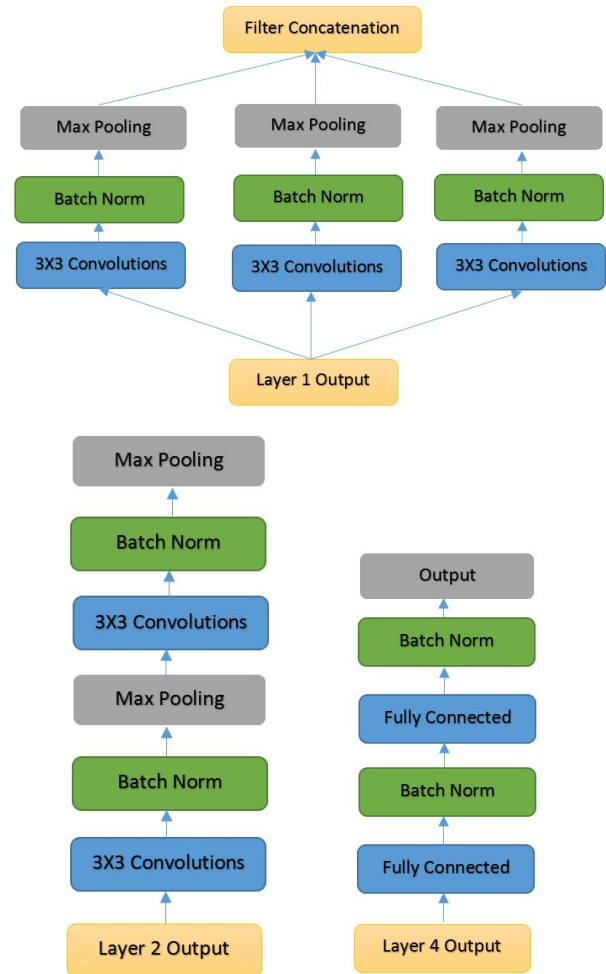 Filter Concatenation
Max Pooling
Max Pooling
Max Pooling
Batch Norm
Batch Norm
Batch Norm
3X3 Convolutions
3X3 Convolutions
3X3 Convolutions
Layer 1 Output
Max Pooling
Batch Norm
3X3 Convolutions
Max Pooling
Batch Norm
3X3 Convolutions
Layer 2 Output
Output
Batch Norm
Fully Connected
Batch Norm
Fully Connected
Layer 4 Output